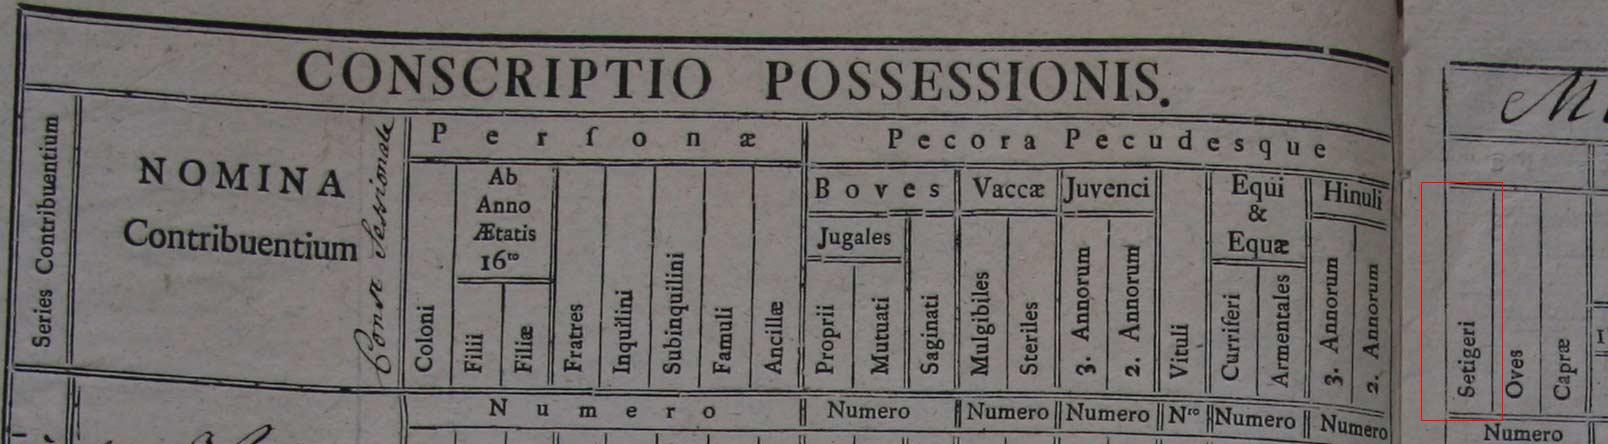 CONSCRIPTIO POSSESSIONIS.
Series Contribuentium
NOMINA
Contribuentium
Perſonæ
Coloni
Ab
Anno
Ætatis
16to
Filii
Filiæ
Fratres
Inquilini
Subinquilini
Famuli
Ancillæ
Numero
Pecora Pecudesque
Boves
Jugales
Proprii
Mutuati
Saginati
Numero
Vaccæ
Mulgibiles
Steriles
Numero
Juvenci
3. Annorum
2. Annorum
Numero
Vituli
Nro
Equi
&
Equæ
Curriferi
Armentales
Numero
Hinuli
3. Annorum
2. Annorum
Numero
Setigeri
Oves
Capræ
Numero